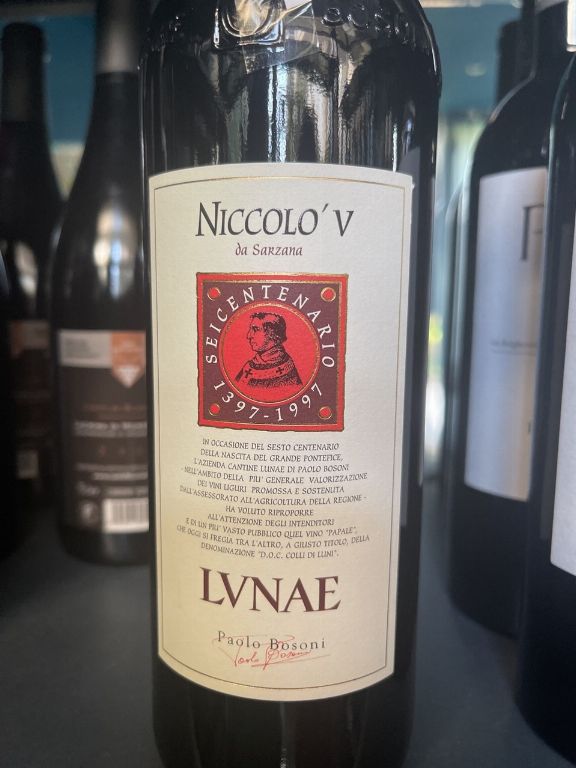 NICCOLO' V
da Sarzana
SEICENTENARIO
1397-1997
IN OCCASIONE DEL SESTO CENTENARIO
DELLA NASCITA DEL GRANDE PONTEFICE,
L'AZIENDA CANTINE LUNAE DI PAOLO BOSONI
- NELL'AMBITO DELLA PIU' GENERALE VALORIZZAZIONE
DEI VINI LIGURI PROMOSSA E SOSTENUTA
DALL'ASSESSORATO ALL'AGRICOLTURA DELLA REGIONE -
HA VOLUTO RIPROPORRE
ALL'ATTENZIONE DEGLI INTENDITORI
E DI UN PIU' VASTO PUBBLICO QUEL VINO "PAPALE",
CHE OGGI SI FREGIA TRA L'ALTRO, A GIUSTO TITOLO, DELLA
DENOMINAZIONE "D.O.C. COLLI DI LUNI".
LVNAE
Paolo Bosoni
Paolo Bosoni